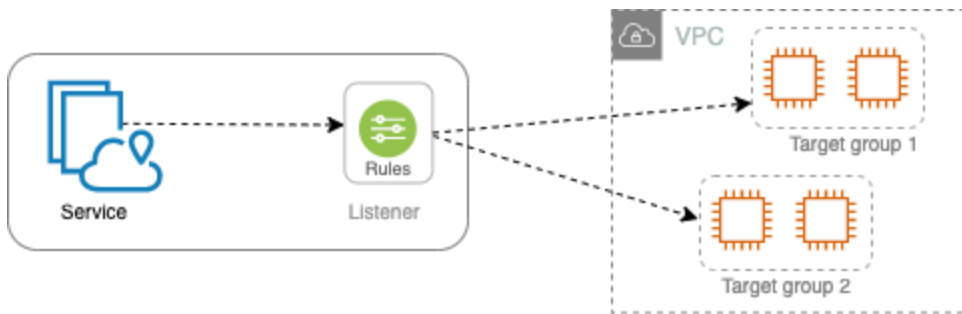 VPC
Target group 1
Rules
Service
Listener
Target group 2